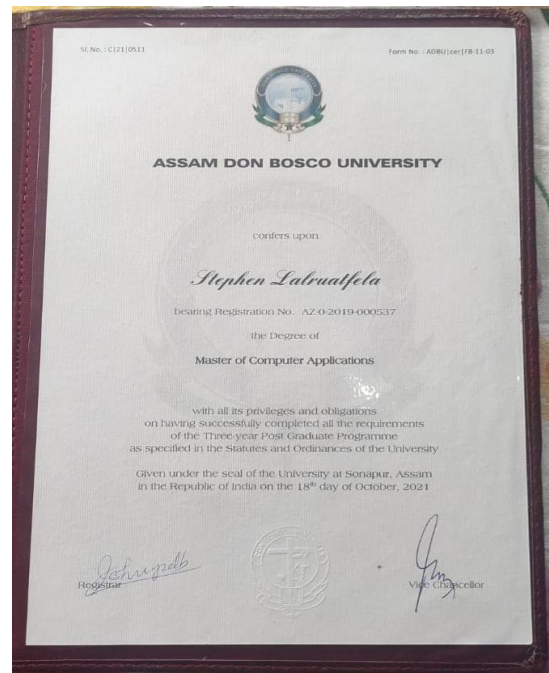 Sl. No. : C|21|0511
Form No. : ADBU|cer|FB-11-03
ASSAM DON BOSCO UNIVERSITY
confers upon
Stephen Lalruatfela
bearing Registration No. AZ-0-2019-000537
the Degree of
Master of Computer Applications
with all its privileges and obligations
on having successfully completed all the requirements
of the Three-year Post Graduate Programme
as specified in the Statutes and Ordinances of the University
Given under the seal of the University at Sonapur, Assam
in the Republic of India on the 18th day of October, 2021
Registrar
Vice Chancellor